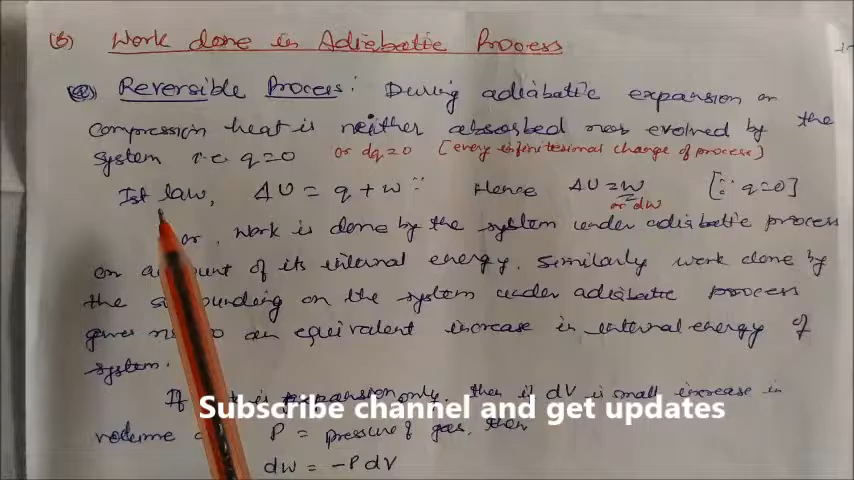 (B) Work done in Adiabatic Process
(a) Reversible Process: During adiabatic expansion or
compression heat is neither absorbed nor evolved by the
system i.e q=0 or dq=0 [every infinitesimal change of process)
Ist law, ΔU = q + w ∵ Hence ΔU = w [∵ q=0]
or dw
or, work is done by the system under adiabatic process
on account of its internal energy. Similarly work done by
the surrounding on the system under adiabatic process
gives to an equivalent increase in internal energy of
system.
If is expansion only. then if dV is small increase in
Subscribe channel and get updates
volume P = pressure of gas, then
dw = -PdV